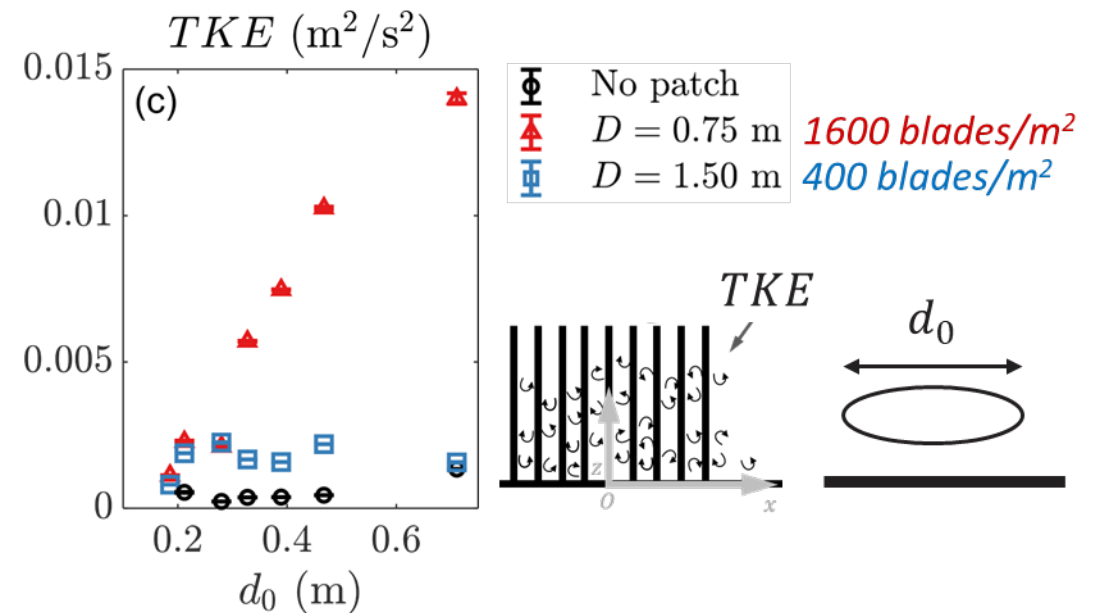 TKE (m²/s²)
0.015
(c)
0.01
0.005
0
0.2 0.4 0.6
d₀ (m)
No patch
D = 0.75 m 1600 blades/m²
D = 1.50 m 400 blades/m²
TKE
z
O
x
d₀